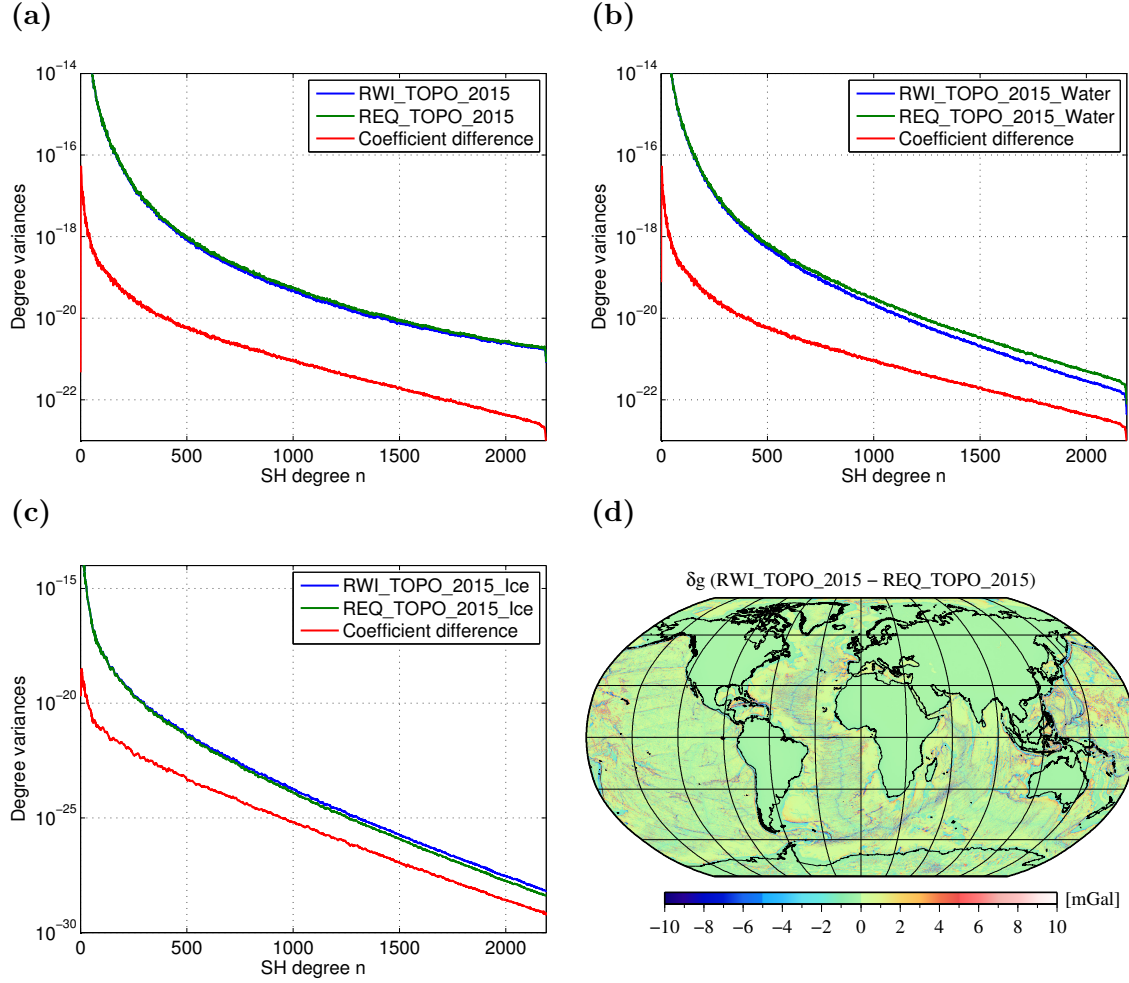 (a)
Degree variances
10^-14
10^-16
10^-18
10^-20
10^-22
RWI_TOPO_2015
REQ_TOPO_2015
Coefficient difference
0 500 1000 1500 2000
SH degree n
(b)
Degree variances
10^-14
10^-16
10^-18
10^-20
10^-22
RWI_TOPO_2015_Water
REQ_TOPO_2015_Water
Coefficient difference
0 500 1000 1500 2000
SH degree n
(c)
Degree variances
10^-15
10^-20
10^-25
10^-30
RWI_TOPO_2015_Ice
REQ_TOPO_2015_Ice
Coefficient difference
0 500 1000 1500 2000
SH degree n
(d)
δg (RWI_TOPO_2015 − REQ_TOPO_2015)
[mGal]
−10 −8 −6 −4 −2 0 2 4 6 8 10